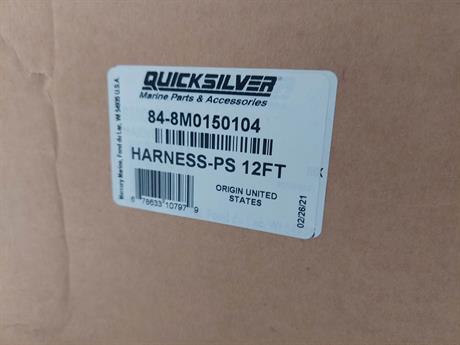 QUICKSILVER®
Marine Parts & Accessories
84-8M0150104
HARNESS-PS 12FT
6 78633 10797 9
ORIGIN UNITED
STATES
02/26/21
Mercury Marine, Fond du Lac, WI 54935 U.S.A.